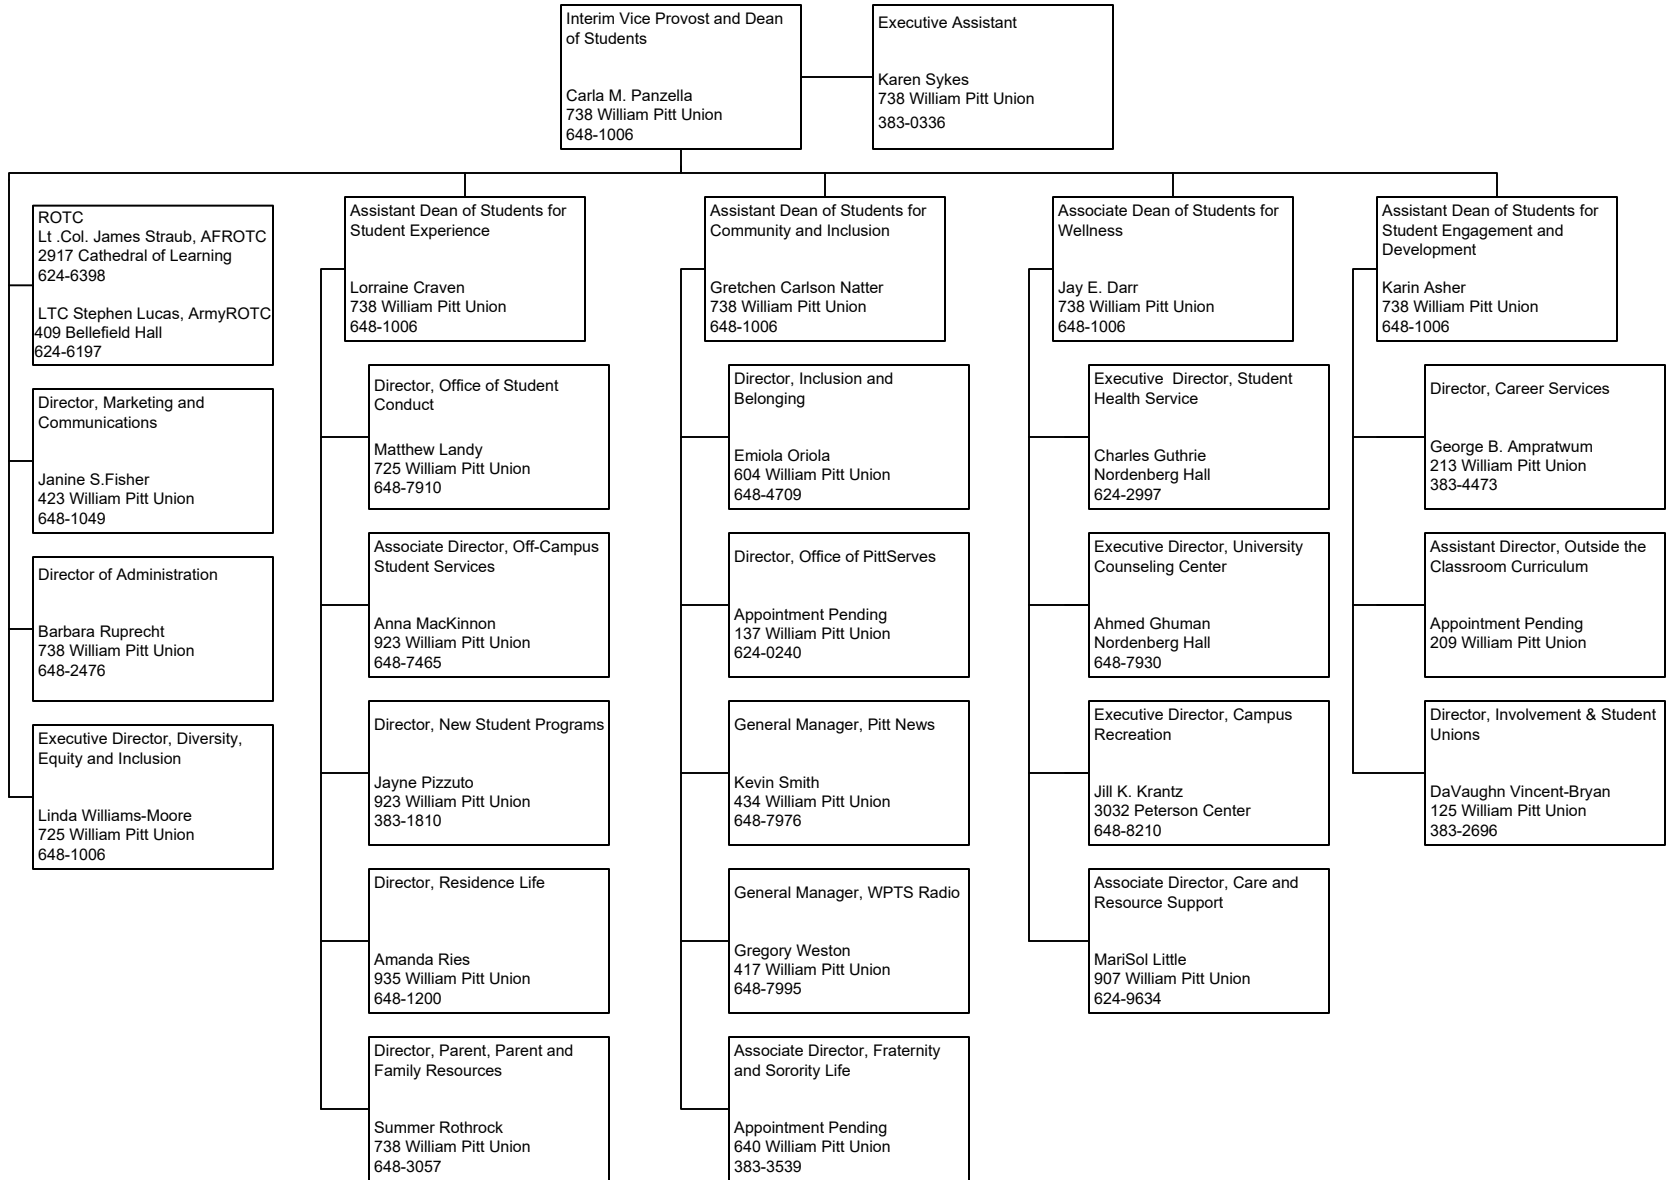 Interim Vice Provost and Dean
of Students
Carla M. Panzella
738 William Pitt Union
648-1006
Executive Assistant
Karen Sykes
738 William Pitt Union
383-0336
ROTC
Lt .Col. James Straub, AFROTC
2917 Cathedral of Learning
624-6398
LTC Stephen Lucas, ArmyROTC
409 Bellefield Hall
624-6197
Director, Marketing and
Communications
Janine S.Fisher
423 William Pitt Union
648-1049
Director of Administration
Barbara Ruprecht
738 William Pitt Union
648-2476
Executive Director, Diversity,
Equity and Inclusion
Linda Williams-Moore
725 William Pitt Union
648-1006
Assistant Dean of Students for
Student Experience
Lorraine Craven
738 William Pitt Union
648-1006
Director, Office of Student
Conduct
Matthew Landy
725 William Pitt Union
648-7910
Associate Director, Off-Campus
Student Services
Anna MacKinnon
923 William Pitt Union
648-7465
Director, New Student Programs
Jayne Pizzuto
923 William Pitt Union
383-1810
Director, Residence Life
Amanda Ries
935 William Pitt Union
648-1200
Director, Parent, Parent and
Family Resources
Summer Rothrock
738 William Pitt Union
648-3057
Assistant Dean of Students for
Community and Inclusion
Gretchen Carlson Natter
738 William Pitt Union
648-1006
Director, Inclusion and
Belonging
Emiola Oriola
604 William Pitt Union
648-4709
Director, Office of PittServes
Appointment Pending
137 William Pitt Union
624-0240
General Manager, Pitt News
Kevin Smith
434 William Pitt Union
648-7976
General Manager, WPTS Radio
Gregory Weston
417 William Pitt Union
648-7995
Associate Director, Fraternity
and Sorority Life
Appointment Pending
640 William Pitt Union
383-3539
Associate Dean of Students for
Wellness
Jay E. Darr
738 William Pitt Union
648-1006
Executive  Director, Student
Health Service
Charles Guthrie
Nordenberg Hall
624-2997
Executive Director, University
Counseling Center
Ahmed Ghuman
Nordenberg Hall
648-7930
Executive Director, Campus
Recreation
Jill K. Krantz
3032 Peterson Center
648-8210
Associate Director, Care and
Resource Support
MariSol Little
907 William Pitt Union
624-9634
Assistant Dean of Students for
Student Engagement and
Development
Karin Asher
738 William Pitt Union
648-1006
Director, Career Services
George B. Ampratwum
213 William Pitt Union
383-4473
Assistant Director, Outside the
Classroom Curriculum
Appointment Pending
209 William Pitt Union
Director, Involvement & Student
Unions
DaVaughn Vincent-Bryan
125 William Pitt Union
383-2696